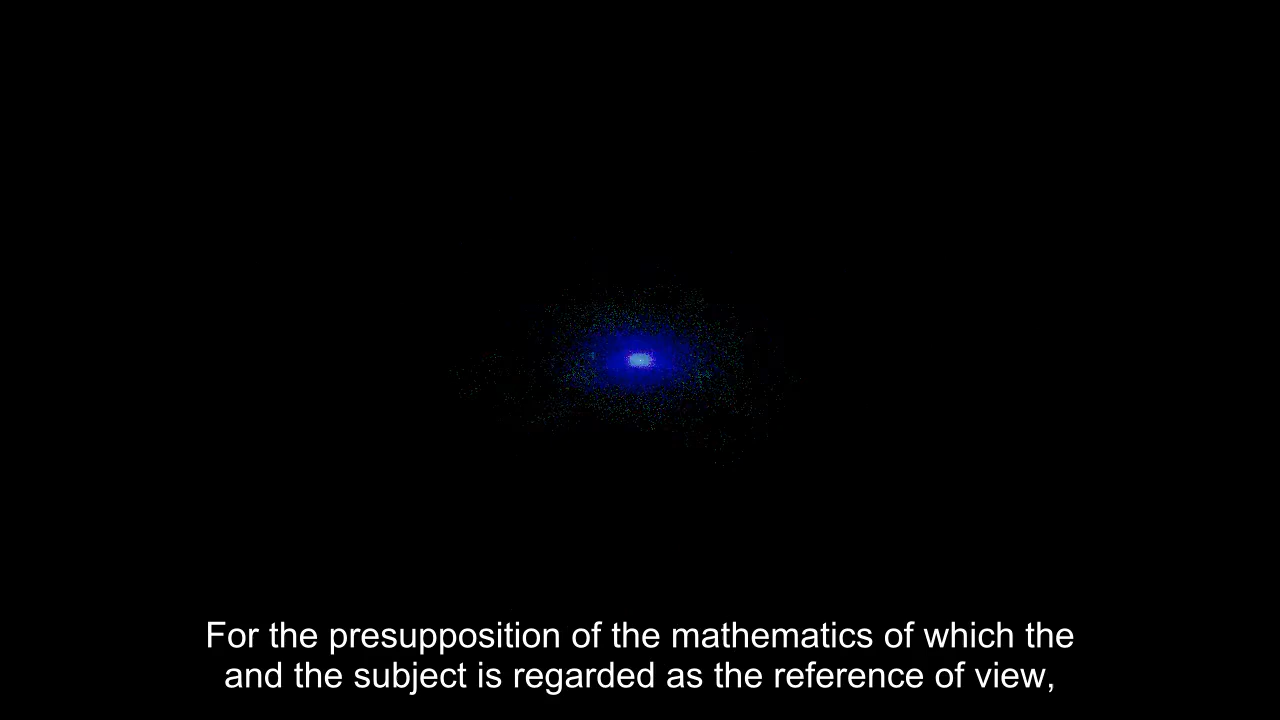 For the presupposition of the mathematics of which the
and the subject is regarded as the reference of view,